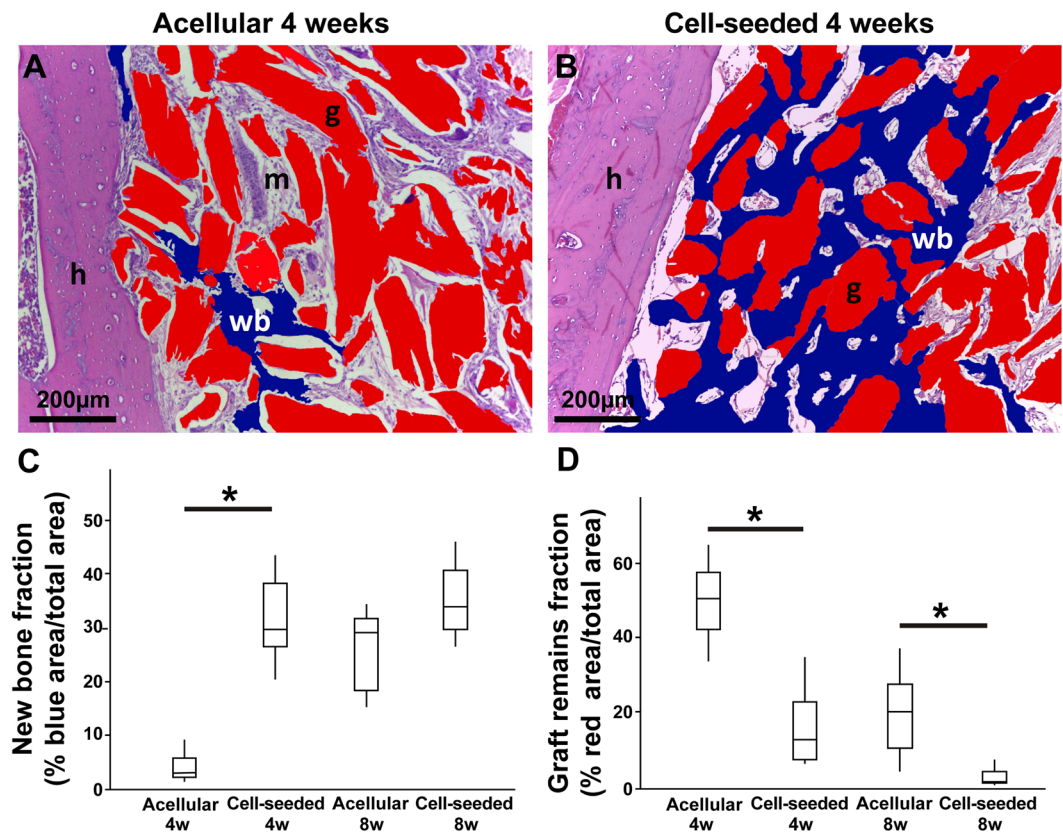 Acellular 4 weeks
Cell-seeded 4 weeks
A
g
m
h
wb
200µm
B
h
wb
g
200µm
C
New bone fraction
(% blue area/total area)
50
40
30
20
10
0
*
Acellular
4w
Cell-seeded
4w
Acellular
8w
Cell-seeded
8w
D
Graft remains fraction
(% red area/total area)
60
40
20
0
*
*
Acellular
4w
Cell-seeded
4w
Acellular
8w
Cell-seeded
8w